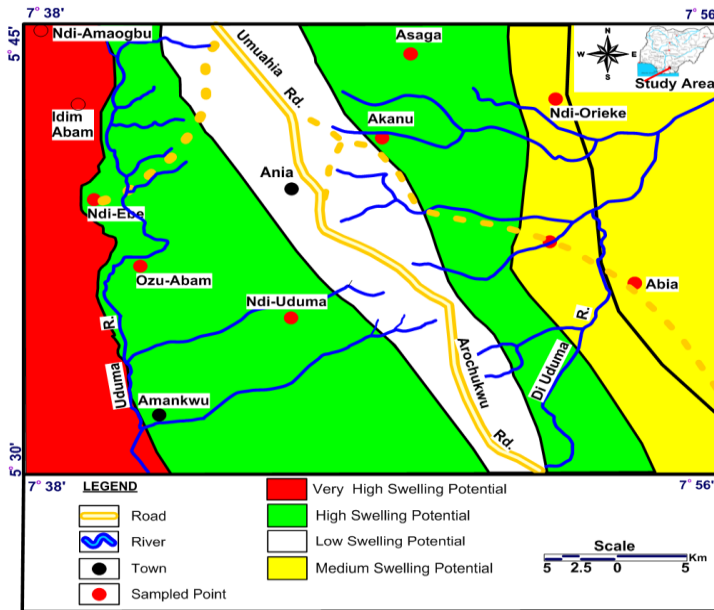 7° 38'
7° 56'
5° 45'
Ndi-Amaogbu
Umuahia
Rd.
Asaga
N
W
E
S
Study Area
Idim
Abam
Akanu
Ndi-Orieke
Ania
Ndi-Ebe
Ozu-Abam
Abia
Ndi-Uduma
R.
Uduma
R.
Di Uduma
Arochukwu
Rd.
Amankwu
5° 30'
7° 38'
7° 56'
LEGEND
Road
River
Town
Sampled Point
Very High Swelling Potential
High Swelling Potential
Low Swelling Potential
Medium Swelling Potential
Scale
5 2.5 0 5 Km